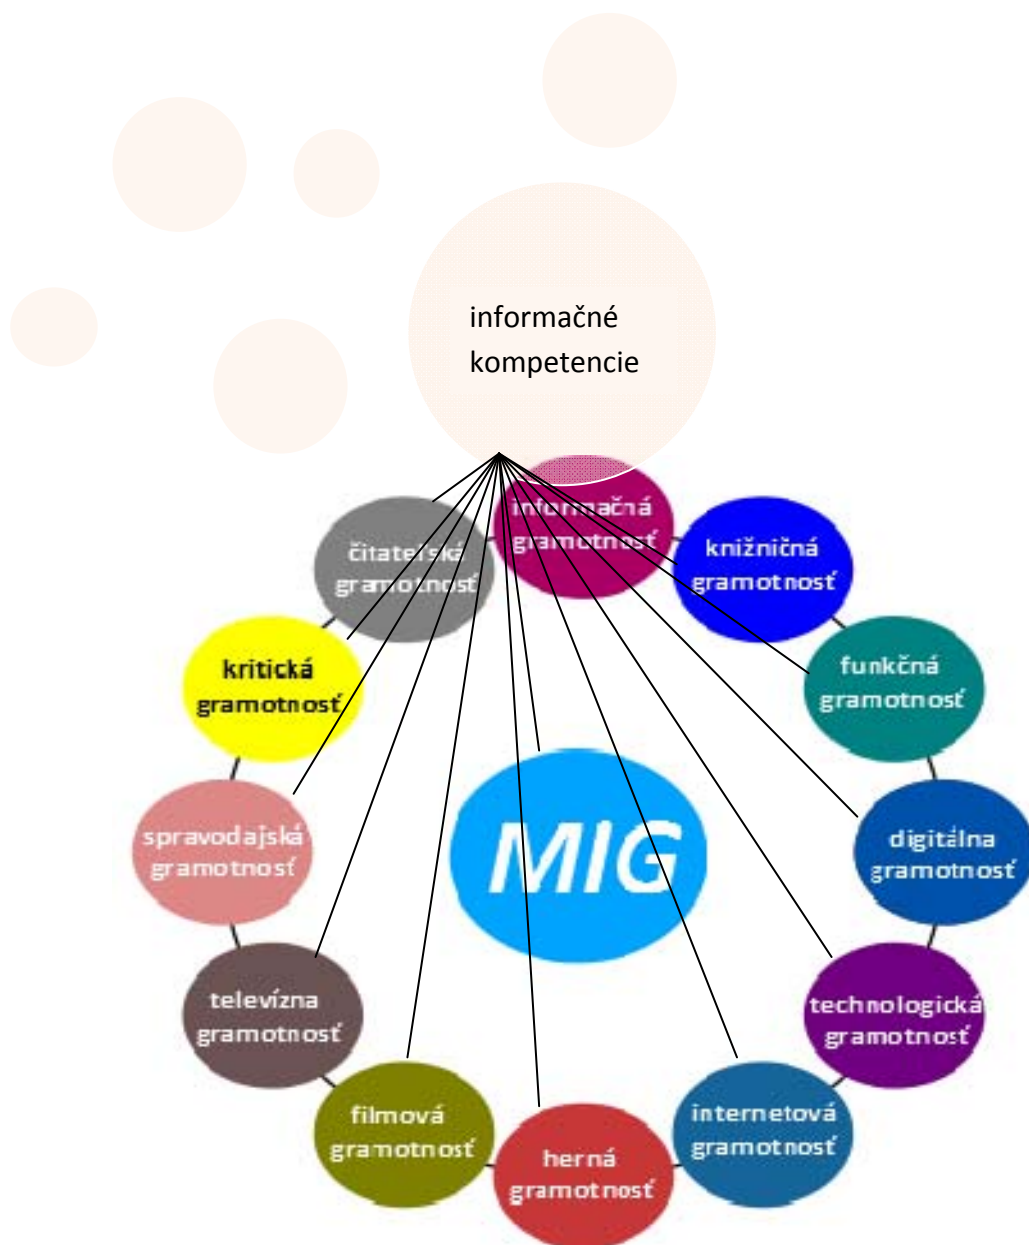 informačné
kompetencie
informačná
gramotnosť
čitateľská
gramotnosť
knižničná
gramotnosť
kritická
gramotnosť
funkčná
gramotnosť
MIG
spravodajská
gramotnosť
digitálna
gramotnosť
televízna
gramotnosť
technologická
gramotnosť
filmová
gramotnosť
internetová
gramotnosť
herná
gramotnosť